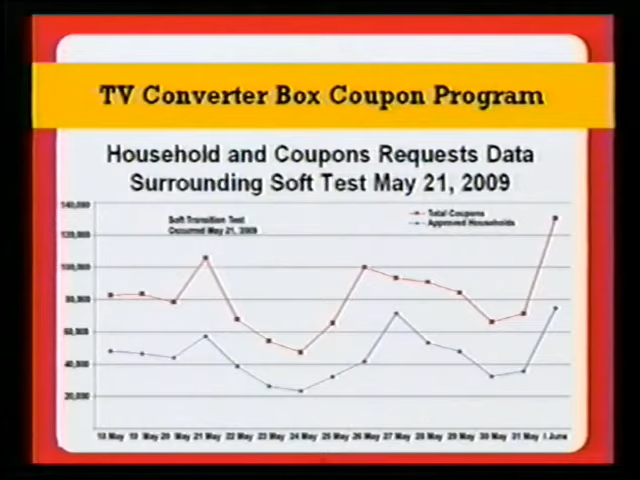 TV Converter Box Coupon Program
Household and Coupons Requests Data
Surrounding Soft Test May 21, 2009
140,000
Soft Transition Test
Total Coupons
Occurred May 21, 2009
Approved Households
120,000
100,000
80,000
60,000
40,000
20,000
18 May 19 May 20 May 21 May 22 May 23 May 24 May 25 May 26 May 27 May 28 May 29 May 30 May 31 May 1 June